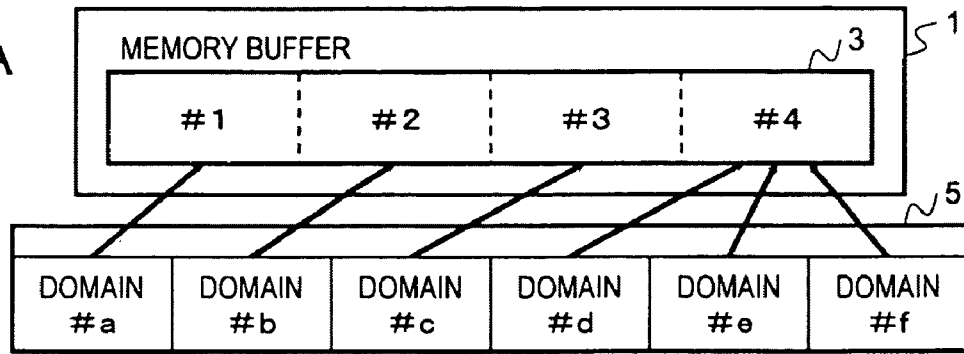 A
MEMORY BUFFER
1
3
#1 #2 #3 #4
5
DOMAIN DOMAIN DOMAIN DOMAIN DOMAIN DOMAIN
#a #b #c #d #e #f